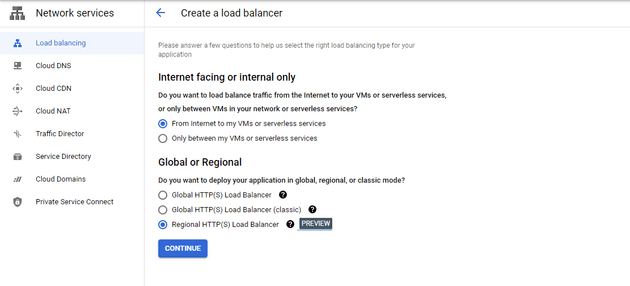 Network services
Create a load balancer
Load balancing
Cloud DNS
Cloud CDN
Cloud NAT
Traffic Director
Service Directory
Cloud Domains
Private Service Connect
Please answer a few questions to help us select the right load balancing type for your
application
Internet facing or internal only
Do you want to load balance traffic from the Internet to your VMs or serverless services,
or only between VMs in your network or serverless services?
From Internet to my VMs or serverless services
Only between my VMs or serverless services
Global or Regional
Do you want to deploy your application in global, regional, or classic mode?
Global HTTP(S) Load Balancer ?
Global HTTP(S) Load Balancer (classic) ?
Regional HTTP(S) Load Balancer ? PREVIEW
CONTINUE